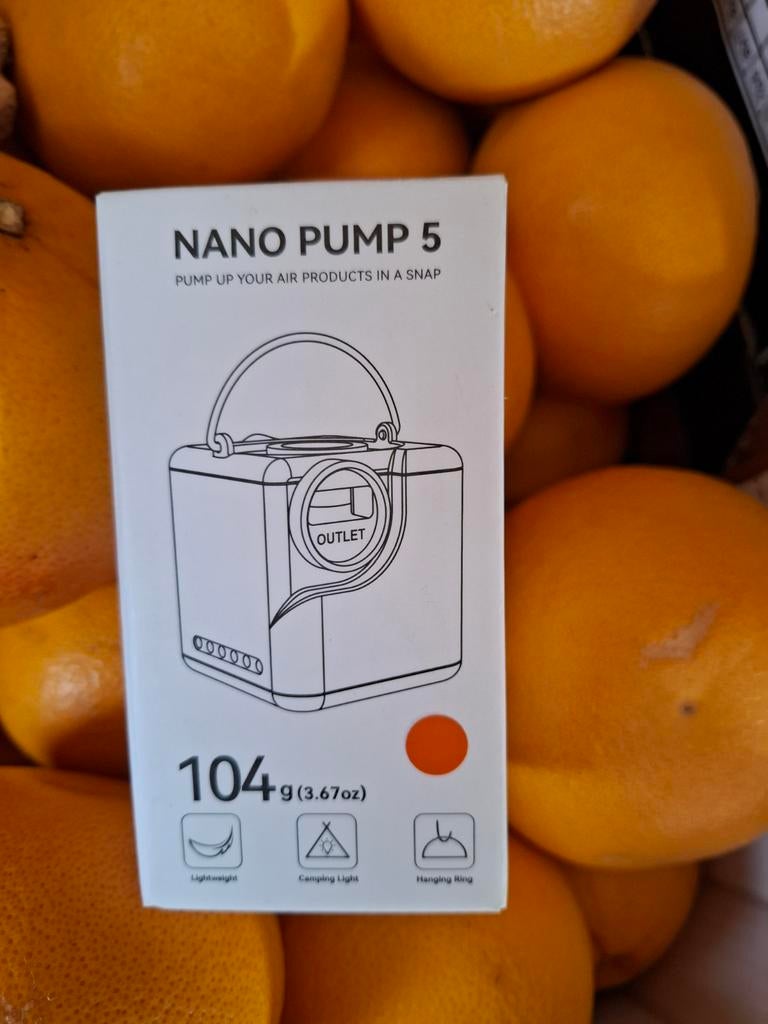 NANO PUMP 5
PUMP UP YOUR AIR PRODUCTS IN A SNAP
OUTLET
104g (3.67oz)
Lightweight
Camping Light
Hanging Ring